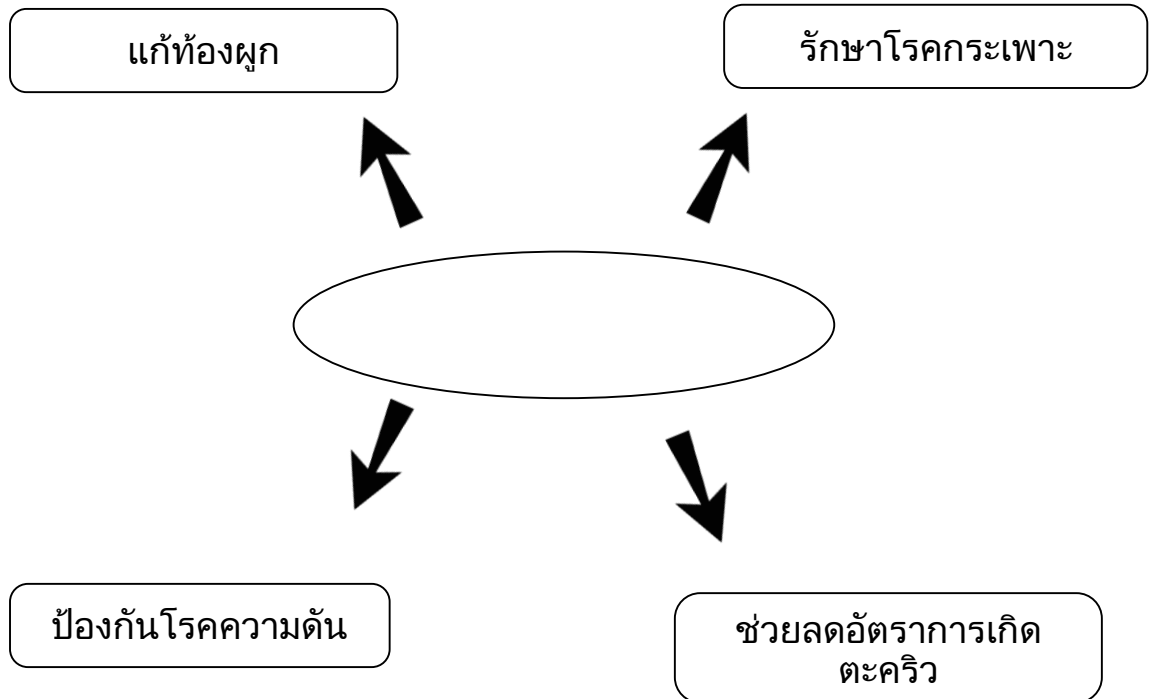 แก้ท้องผูก
รักษาโรคกระเพาะ
ป้องกันโรคความดัน
ช่วยลดอัตราการเกิด
ตะคริว